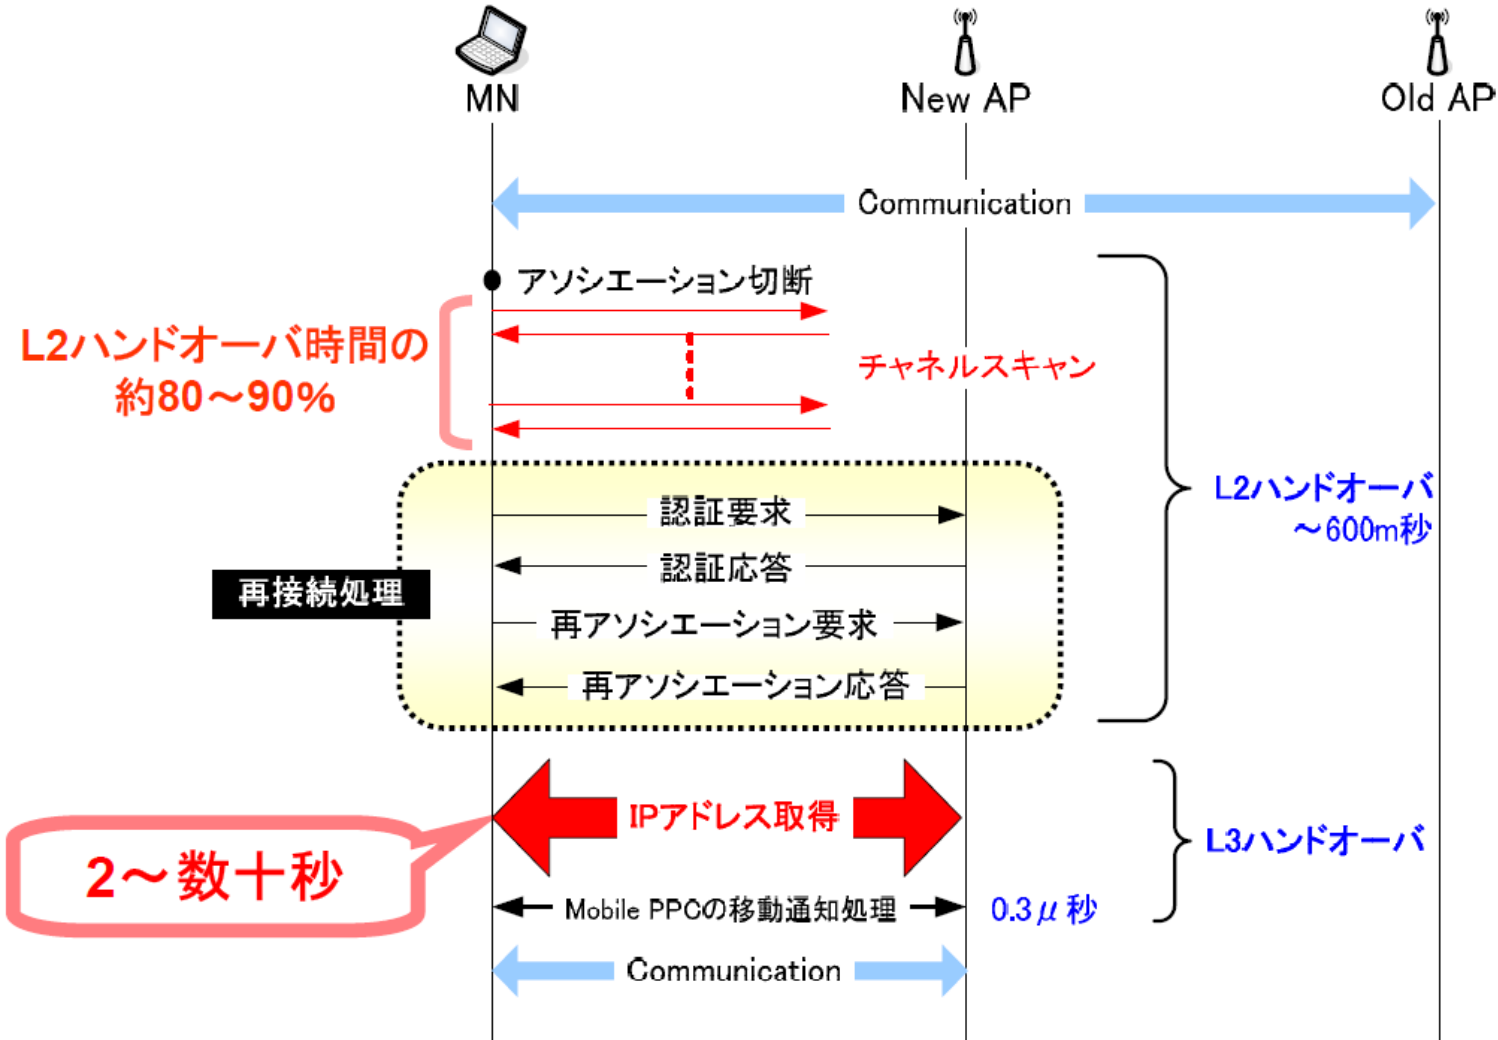 MN
New AP
Old AP
Communication
アソシエーション切断
L2ハンドオーバ時間の
約80～90%
チャネルスキャン
認証要求
L2ハンドオーバ
～600m秒
認証応答
再接続処理
再アソシエーション要求
再アソシエーション応答
IPアドレス取得
L3ハンドオーバ
2～数十秒
Mobile PPCの移動通知処理
0.3μ秒
Communication